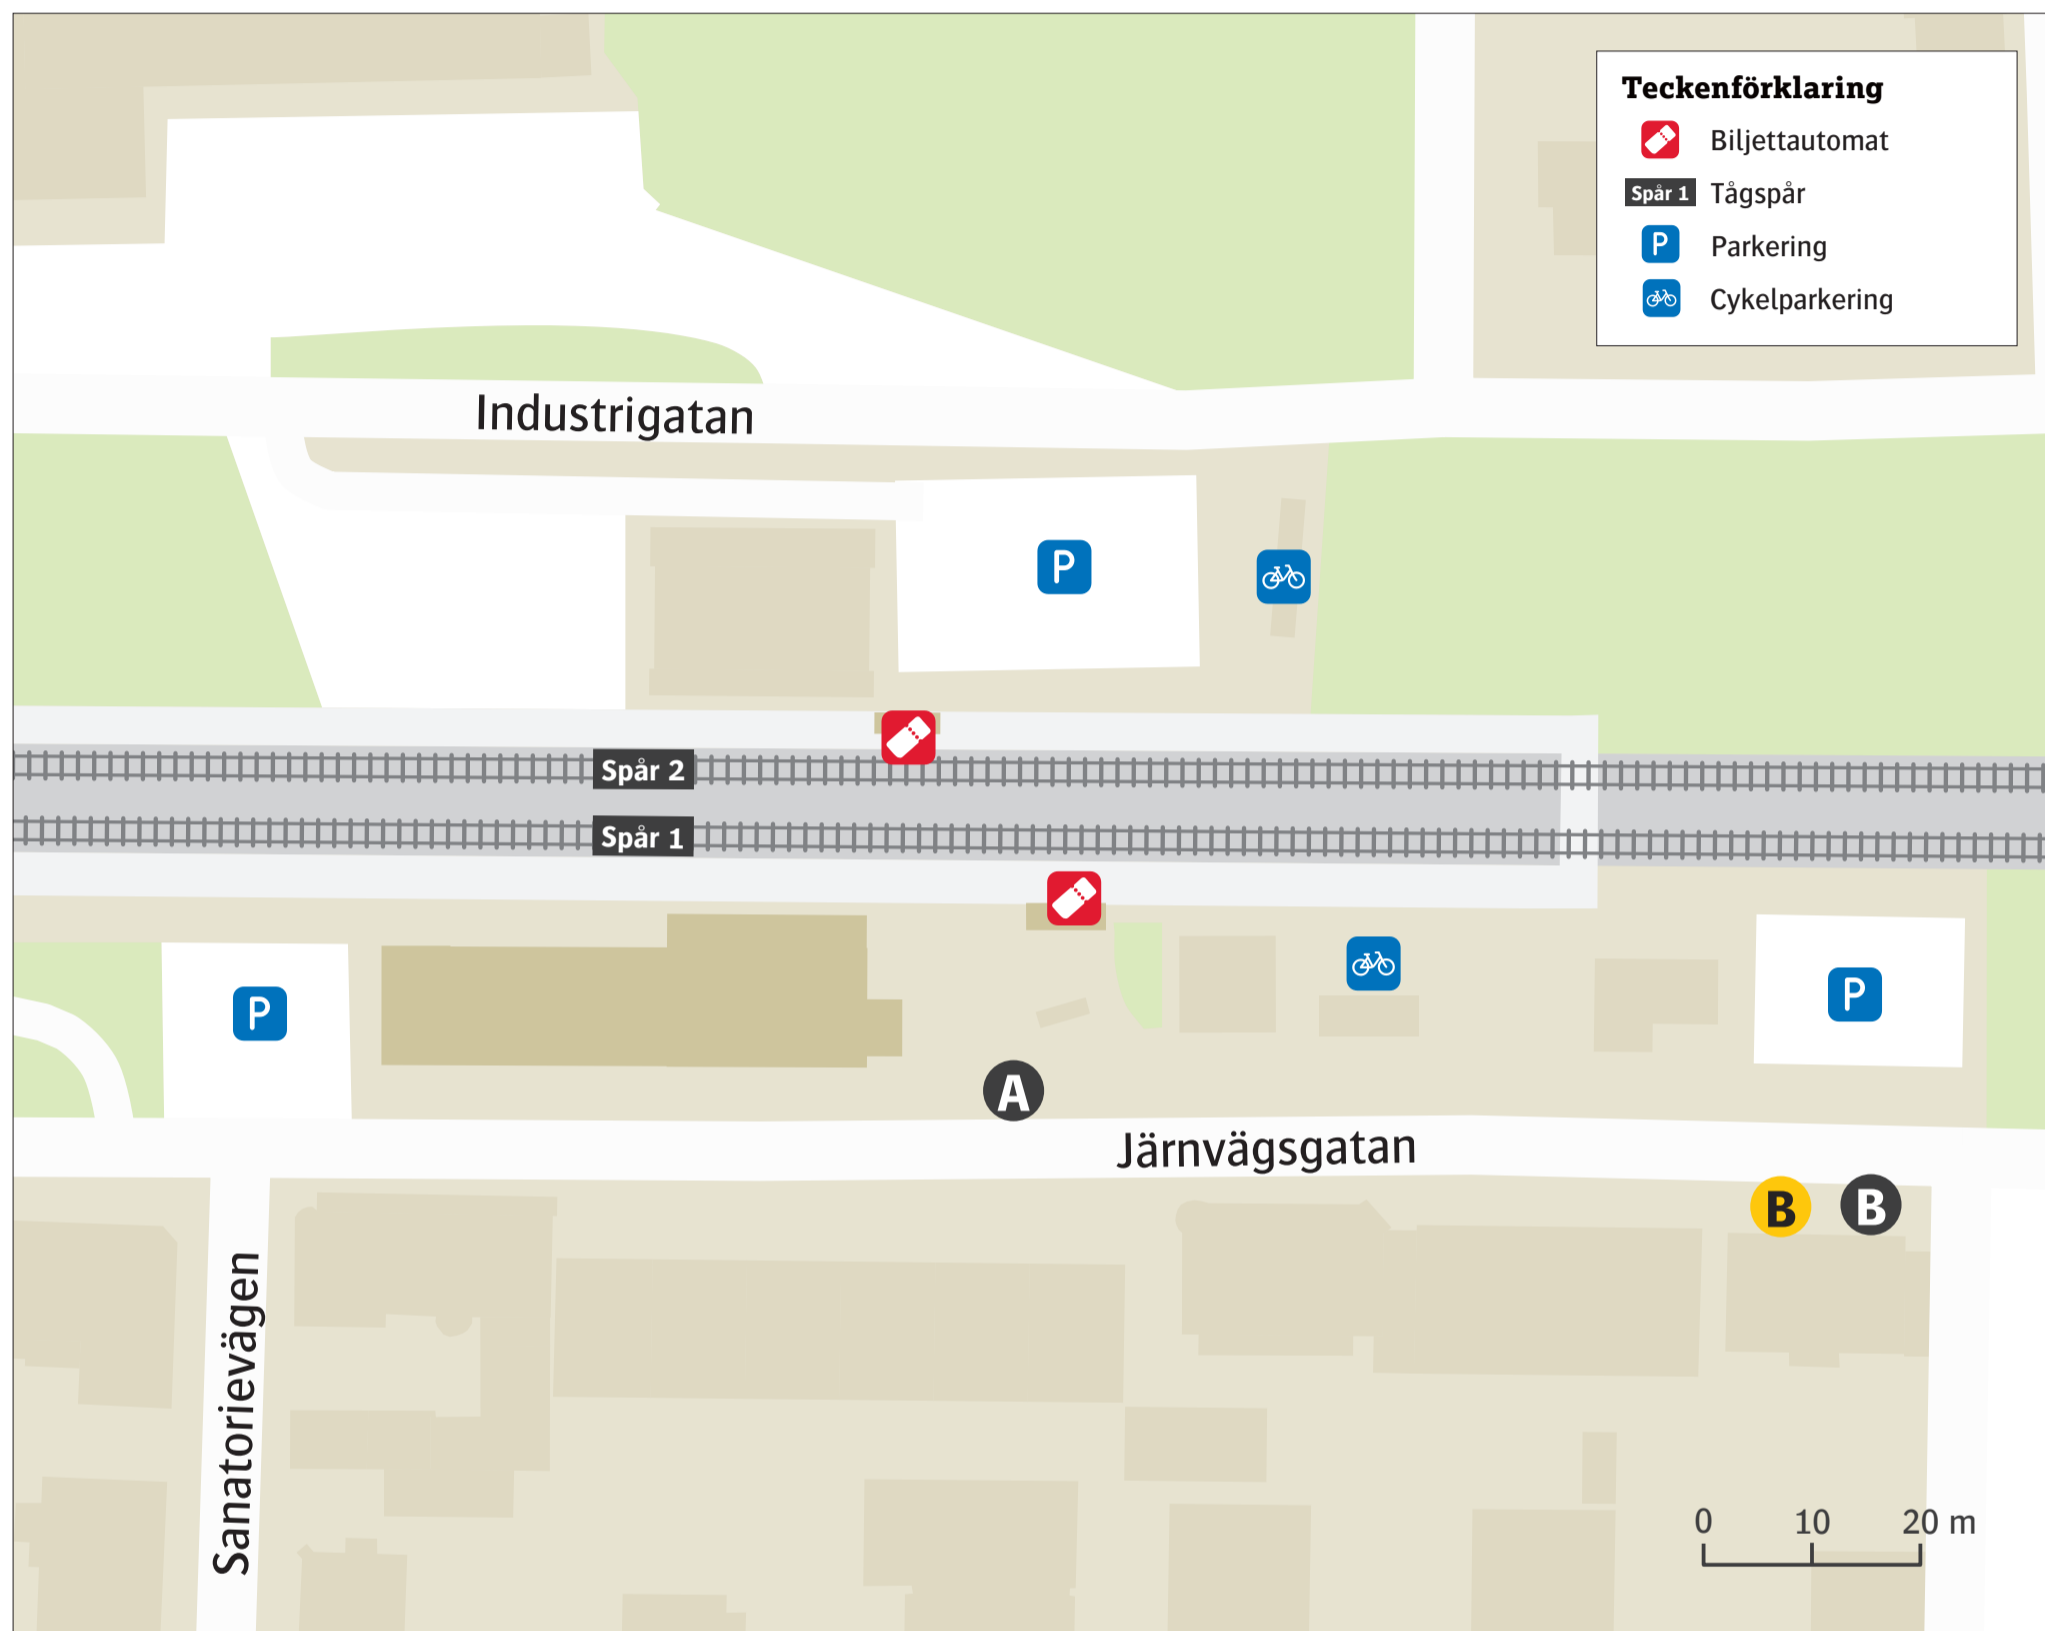 Teckenförklaring
Biljettautomat
Spår 1 Tågspår
P Parkering
Cykelparkering
Industrigatan
P
Spår 2
Spår 1
P
P
A
Järnvägsgatan
B B
Sanatorievägen
0 10 20 m